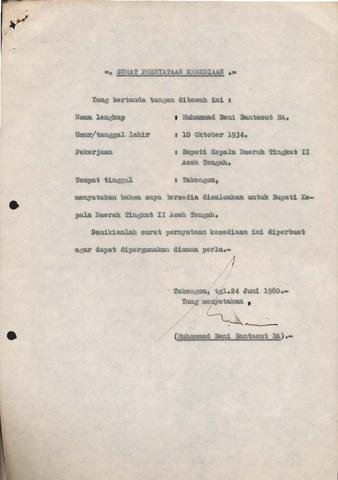 =. SURAT PERNYATAAN KESEDIAAN .=
Yang bertanda tangan dibawah ini :
Nama lengkap : Muhammad Beni Bantacut BA.
Umur/tanggal lahir : 10 Oktober 1934.
Pekerjaan : Bupati Kepala Daerah Tingkat II
Aceh Tengah.
Tempat tinggal : Takengon,
menyatakan bahwa saya bersedia dicalonkan untuk Bupati Ke-
pala Daerah Tingkat II Aceh Tengah.
Demikianlah surat pernyataan kesediaan ini diperbuat
agar dapat dipergunakan dimana perlu.-
Takengon, tgl.24 Juni 1980.-
Yang menyatakan,
(Muhammad Beni Bantacut BA).-